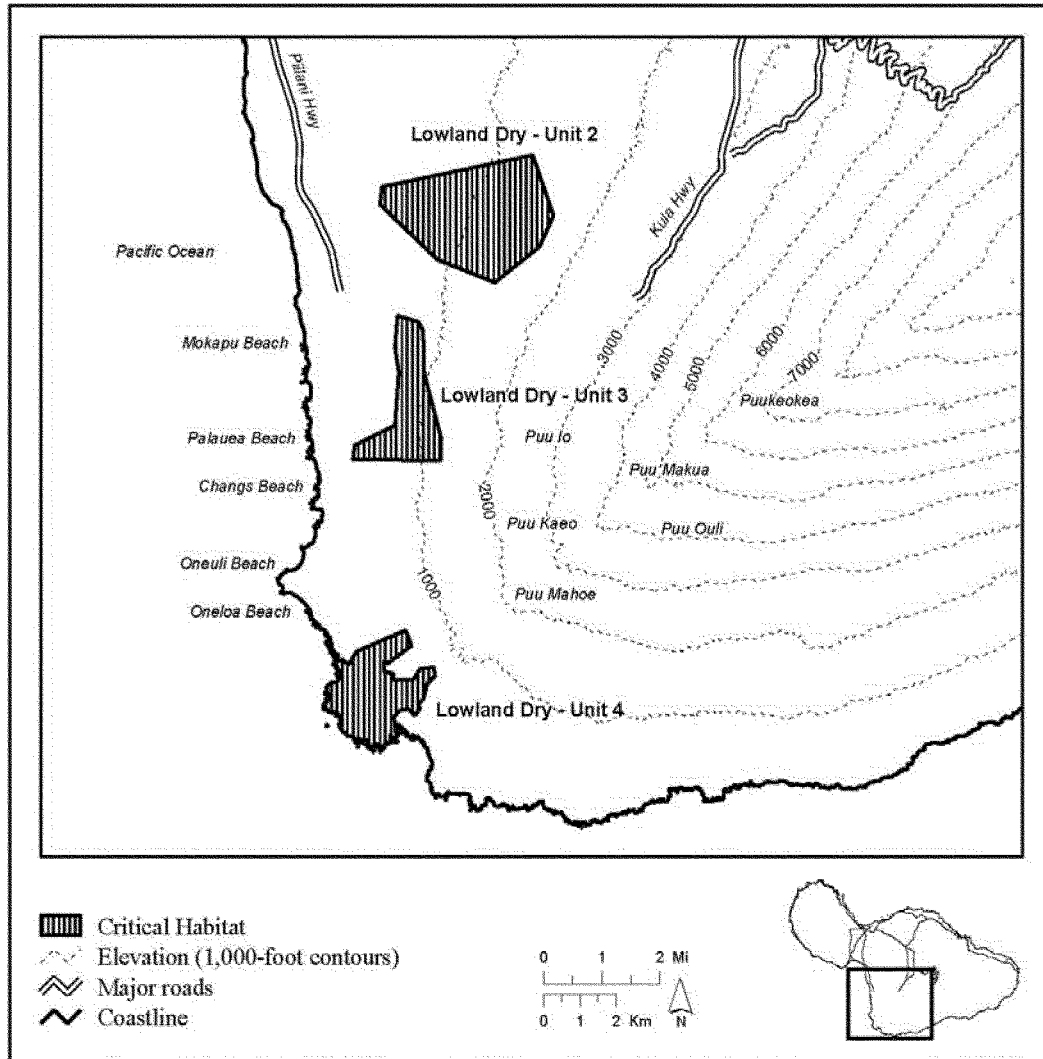 Piilani Hwy
Lowland Dry - Unit 2
Kula Hwy
Pacific Ocean
Mokapu Beach
3000
4000
5000
6000
7000
Puukeokea
Lowland Dry - Unit 3
Palauea Beach
Puu Io
Puu Makua
Changs Beach
2000
Puu Kaeo
Puu Ouli
Oneuli Beach
1000
Puu Mahoe
Oneloa Beach
Lowland Dry - Unit 4
Critical Habitat
Elevation (1,000-foot contours)
Major roads
Coastline
0 1 2 Mi
0 1 2 Km
N